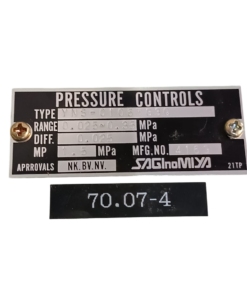 PRESSURE CONTROLS
TYPE
RANGE MPa
DIFF. MPa
MP MPa MFG.NO.
APRROVALS NK.BV.NV. SAGInoMIYA 21TP
70.07-4